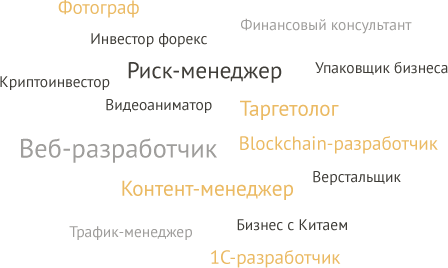 Фотограф
Финансовый консультант
Инвестор форекс
Риск-менеджер
Упаковщик бизнеса
Криптоинвестор
Видеоаниматор
Таргетолог
Веб-разработчик
Blockchain-разработчик
Верстальщик
Контент-менеджер
Трафик-менеджер
Бизнес с Китаем
1С-разработчик